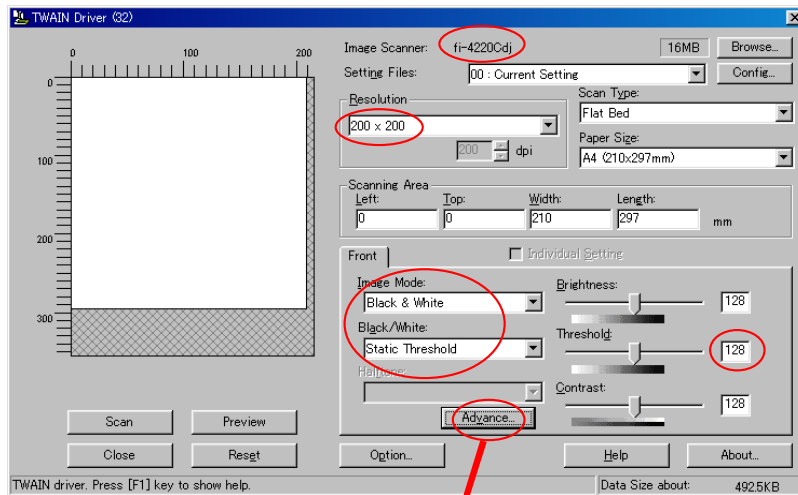 TWAIN Driver (32)
0 100 200
0
100
200
300
Image Scanner: fi-4220Cdj 16MB Browse...
Setting Files: 00 : Current Setting Config...
Resolution
200 x 200
200 dpi
Scan Type:
Flat Bed
Paper Size:
A4 (210x297mm)
Scanning Area
Left: Top: Width: Length:
0 0 210 297 mm
Front Individual Setting
Image Mode:
Black & White
Black/White:
Static Threshold
Halftone:
Advance...
Brightness:
128
Threshold:
128
Contrast:
128
Scan Preview
Close Reset Option... Help About...
TWAIN driver. Press [F1] key to show help. Data Size about: 492.5KB